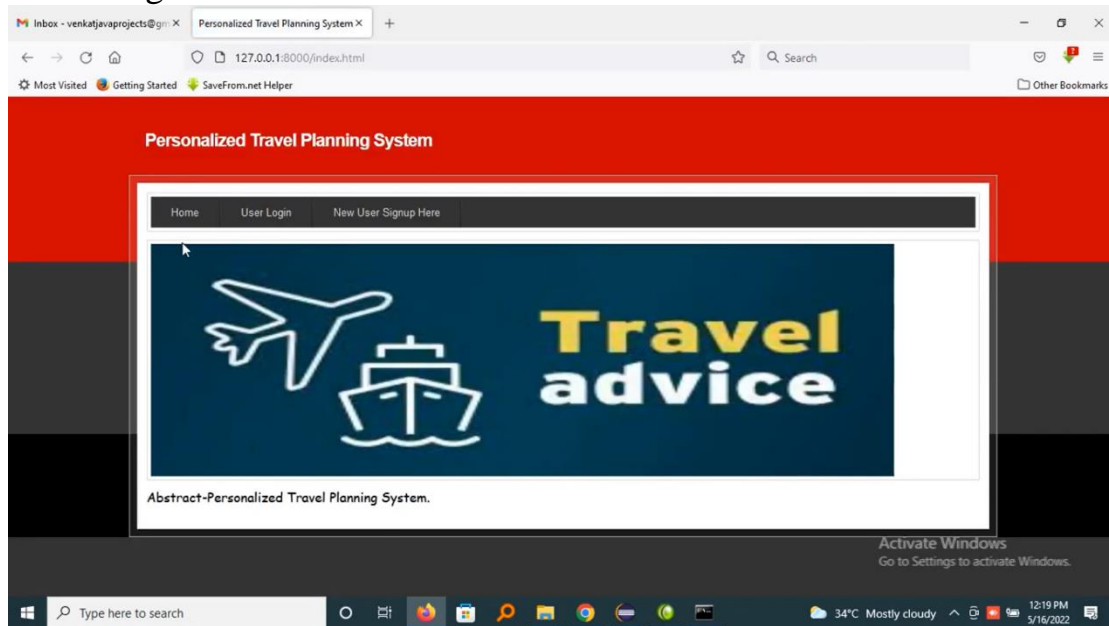 Inbox - venkatjavaprojects@gm
Personalized Travel Planning System
127.0.0.1:8000/index.html
Search
Most Visited
Getting Started
SaveFrom.net Helper
Other Bookmarks
Personalized Travel Planning System
Home
User Login
New User Signup Here
Travel
advice
Abstract-Personalized Travel Planning System.
Activate Windows
Go to Settings to activate Windows.
Type here to search
34°C Mostly cloudy
12:19 PM
5/16/2022